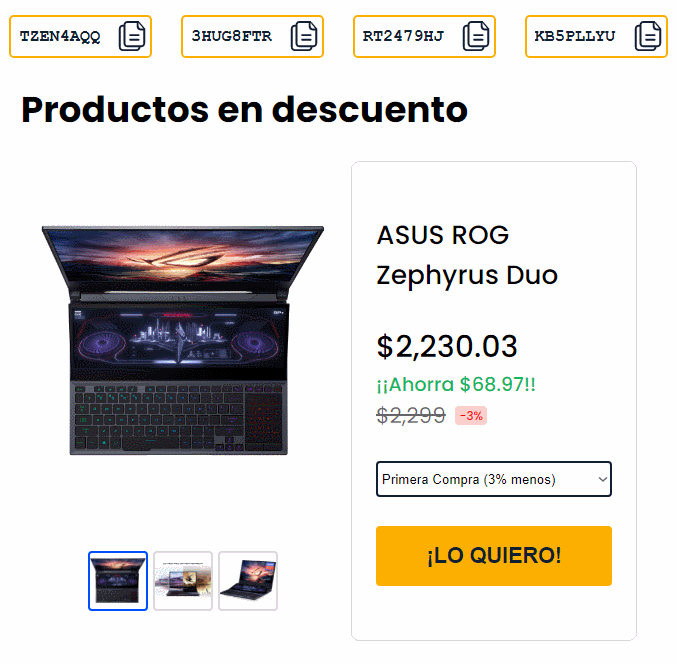 TZEN4AQQ
3HUG8FTR
RT2479HJ
KB5PLLYU
Productos en descuento
ASUS ROG
Zephyrus Duo
$2,230.03
¡¡Ahorra $68.97!!
$2,299 -3%
Primera Compra (3% menos)
¡LO QUIERO!